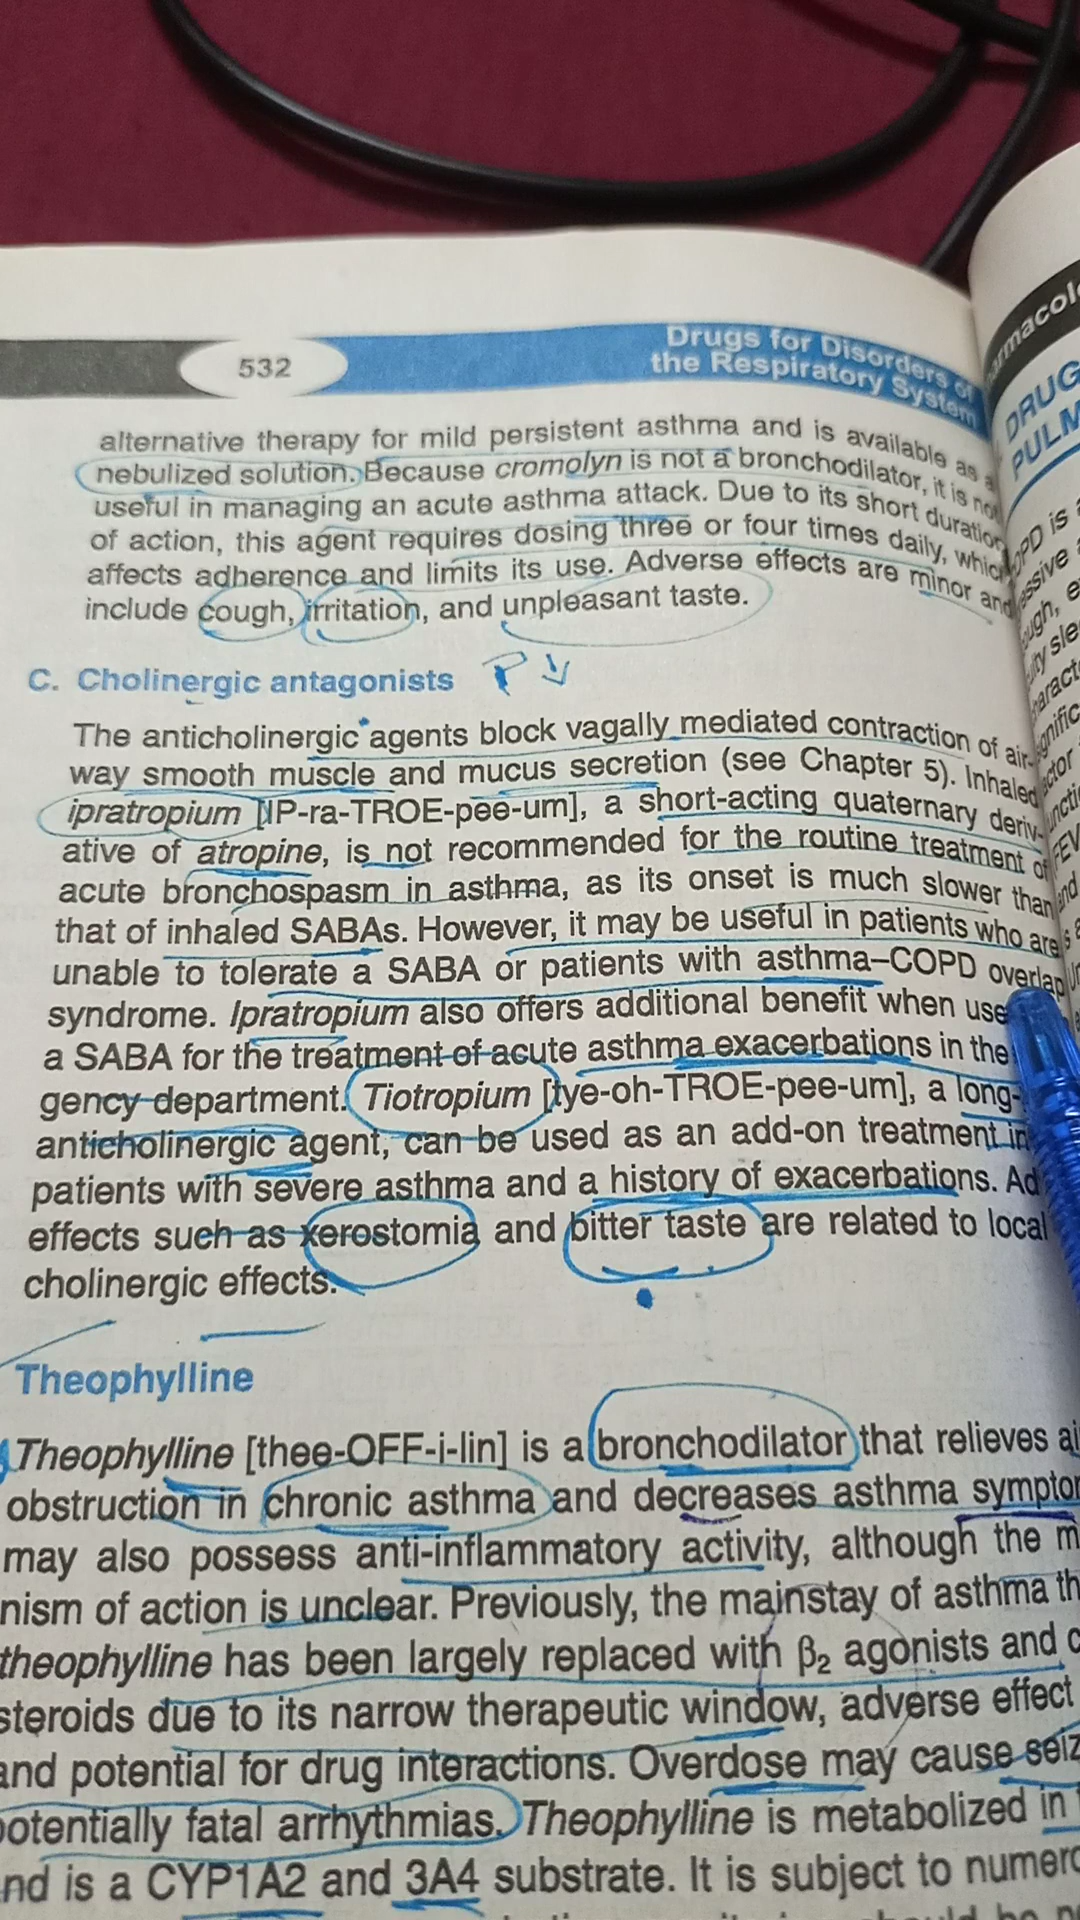 532
Drugs for Disorders of
the Respiratory System
alternative therapy for mild persistent asthma and is available as a
nebulized solution. Because cromolyn is not a bronchodilator, it is not
useful in managing an acute asthma attack. Due to its short duration
of action, this agent requires dosing three or four times daily, which
affects adherence and limits its use. Adverse effects are minor and
include cough, irritation, and unpleasant taste.
C. Cholinergic antagonists
The anticholinergic agents block vagally mediated contraction of air-
way smooth muscle and mucus secretion (see Chapter 5). Inhaled
ipratropium [IP-ra-TROE-pee-um], a short-acting quaternary deriv-
ative of atropine, is not recommended for the routine treatment of
acute bronchospasm in asthma, as its onset is much slower than
that of inhaled SABAs. However, it may be useful in patients who are
unable to tolerate a SABA or patients with asthma–COPD overlap
syndrome. Ipratropium also offers additional benefit when use
a SABA for the treatment of acute asthma exacerbations in the
gency department. Tiotropium [tye-oh-TROE-pee-um], a long-
anticholinergic agent, can be used as an add-on treatment in
patients with severe asthma and a history of exacerbations. Ad
effects such as xerostomia and bitter taste are related to local
cholinergic effects.
Theophylline
Theophylline [thee-OFF-i-lin] is a bronchodilator that relieves ai
obstruction in chronic asthma and decreases asthma symptom
may also possess anti-inflammatory activity, although the m
nism of action is unclear. Previously, the mainstay of asthma th
theophylline has been largely replaced with β2 agonists and c
steroids due to its narrow therapeutic window, adverse effect
and potential for drug interactions. Overdose may cause seiz
potentially fatal arrhythmias. Theophylline is metabolized in
nd is a CYP1A2 and 3A4 substrate. It is subject to numero
armacol
DRUG
PULM
OPD is